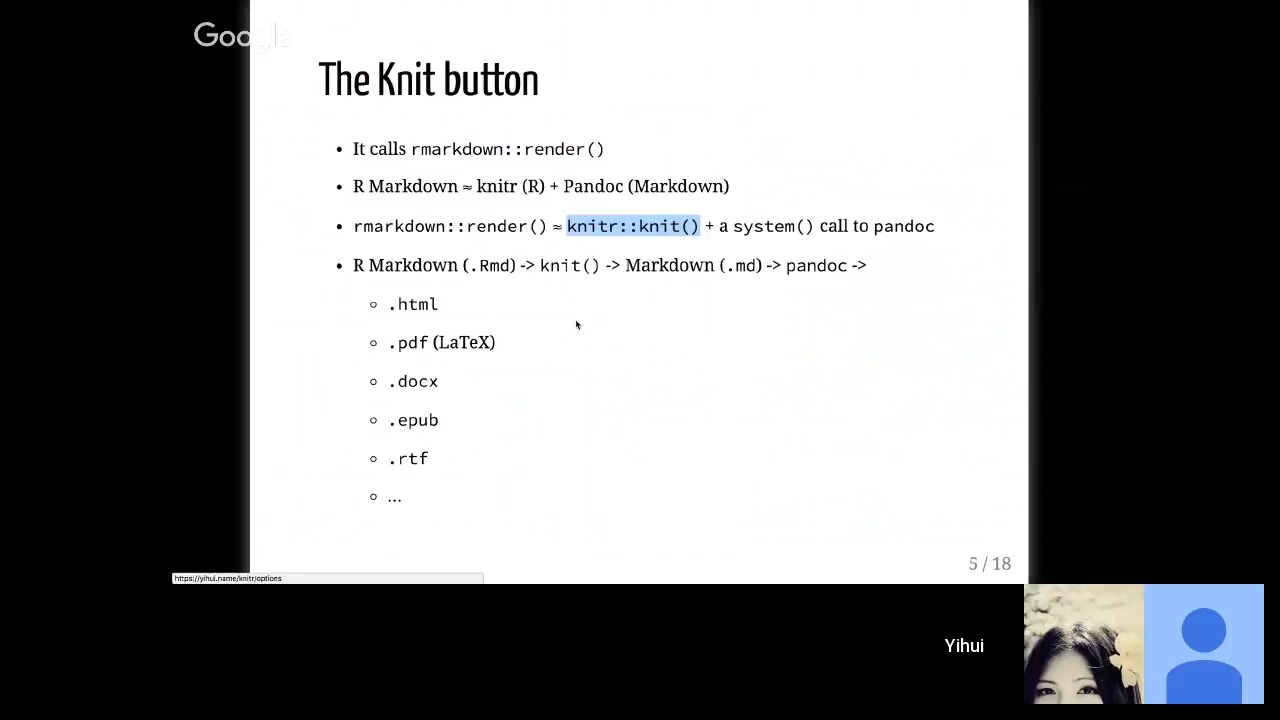 Google
The Knit button
• It calls rmarkdown::render()
• R Markdown ≈ knitr (R) + Pandoc (Markdown)
• rmarkdown::render() ≈ knitr::knit() + a system() call to pandoc
• R Markdown (.Rmd) -> knit() -> Markdown (.md) -> pandoc ->
◦ .html
◦ .pdf (LaTeX)
◦ .docx
◦ .epub
◦ .rtf
◦ ...
5 / 18
https://yihui.name/knitr/options
Yihui